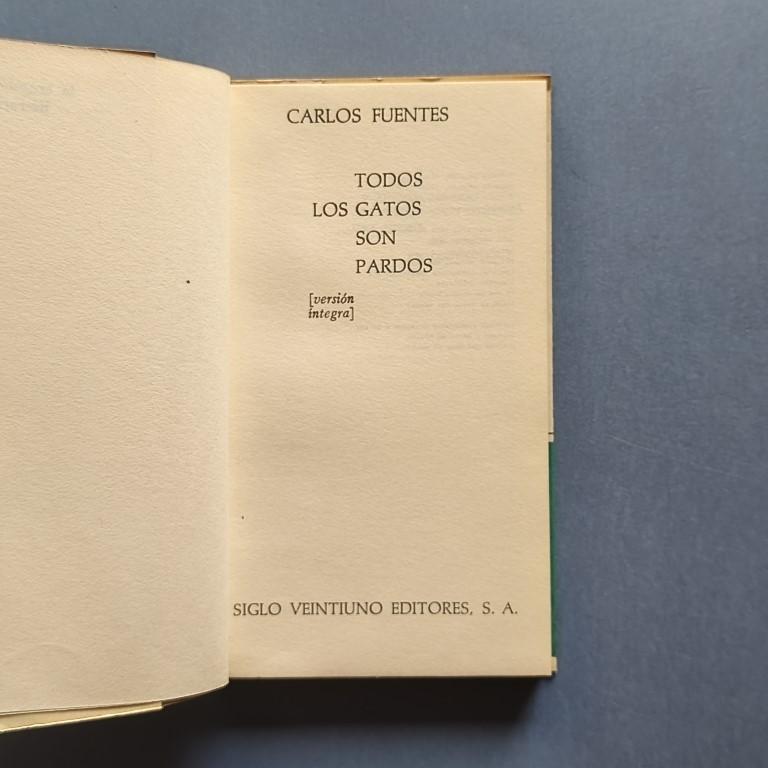 CARLOS FUENTES
TODOS
LOS GATOS
SON
PARDOS
[versión
íntegra]
SIGLO VEINTIUNO EDITORES, S. A.